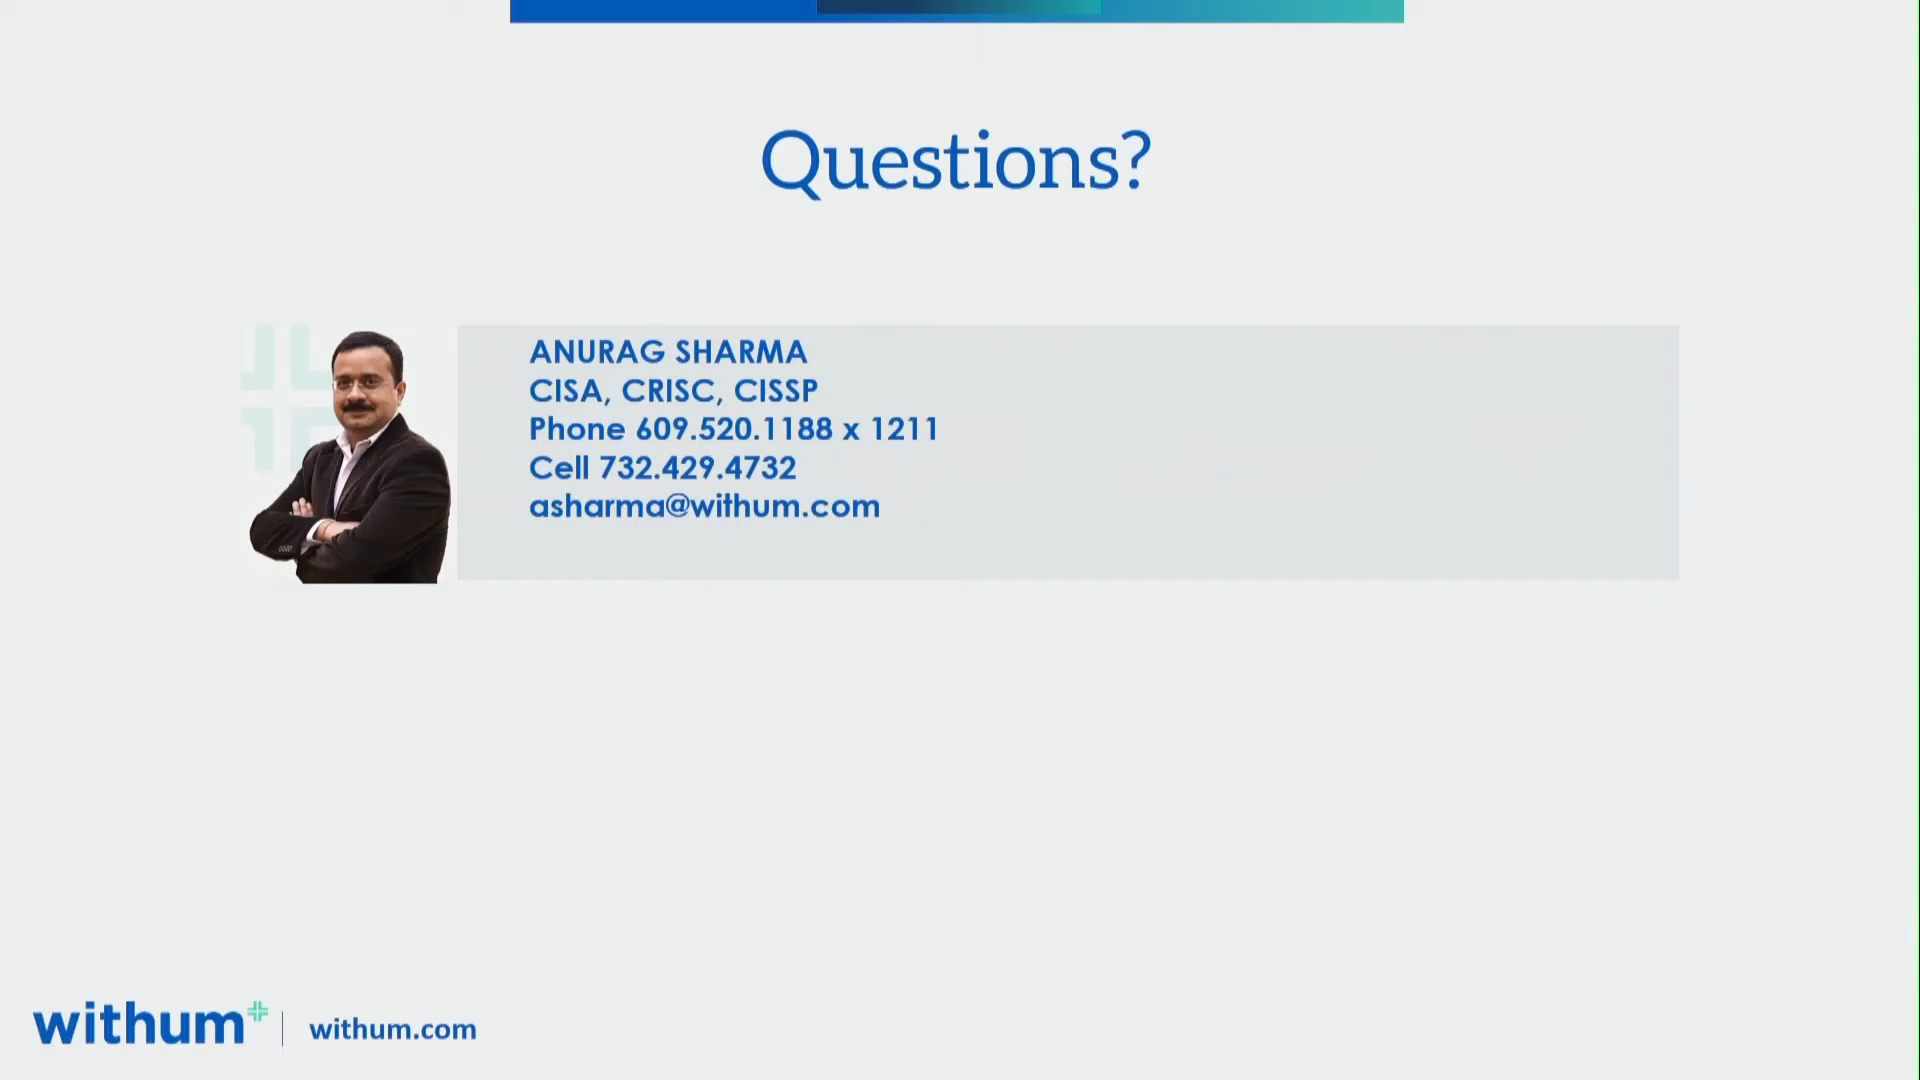 Questions?
ANURAG SHARMA
CISA, CRISC, CISSP
Phone 609.520.1188 x 1211
Cell 732.429.4732
asharma@withum.com
withum
withum.com